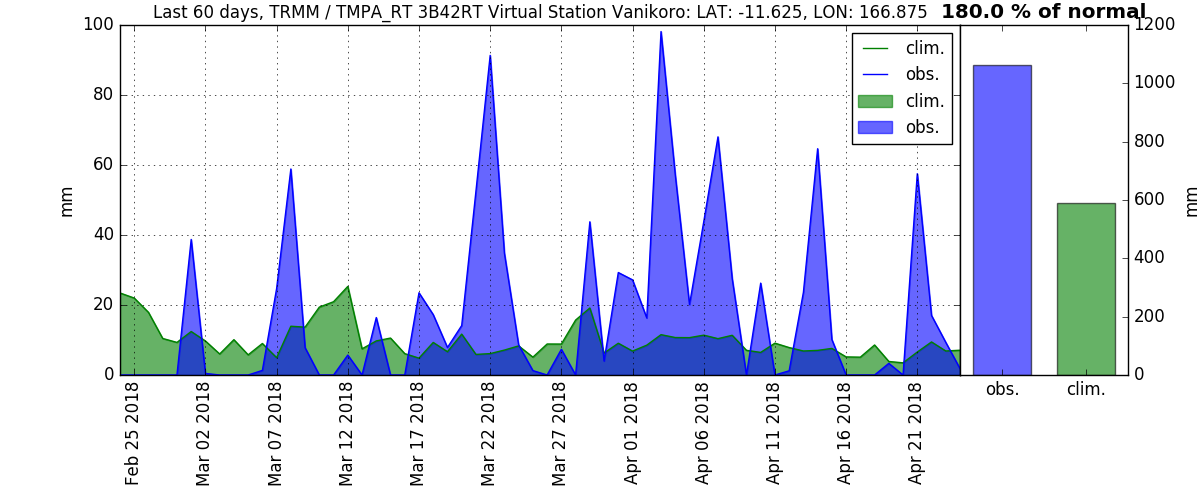 Last 60 days, TRMM / TMPA_RT 3B42RT Virtual Station Vanikoro: LAT: -11.625, LON: 166.875 180.0 % of normal
100
80
60
40
20
0
mm
clim.
obs.
clim.
obs.
1200
1000
800
600
400
200
0
mm
Feb 25 2018
Mar 02 2018
Mar 07 2018
Mar 12 2018
Mar 17 2018
Mar 22 2018
Mar 27 2018
Apr 01 2018
Apr 06 2018
Apr 11 2018
Apr 16 2018
Apr 21 2018
obs. clim.